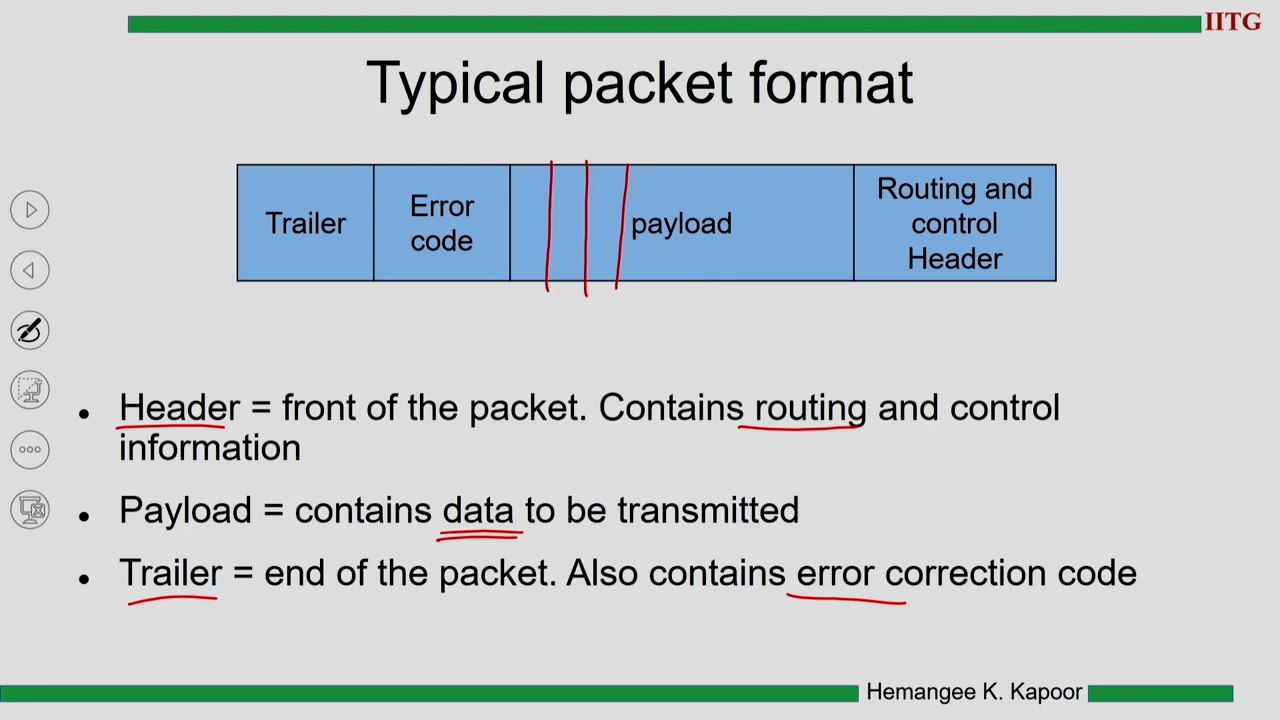 IITG
Typical packet format
Trailer
Error
code
payload
Routing and
control
Header
• Header = front of the packet. Contains routing and control
information
• Payload = contains data to be transmitted
• Trailer = end of the packet. Also contains error correction code
Hemangee K. Kapoor